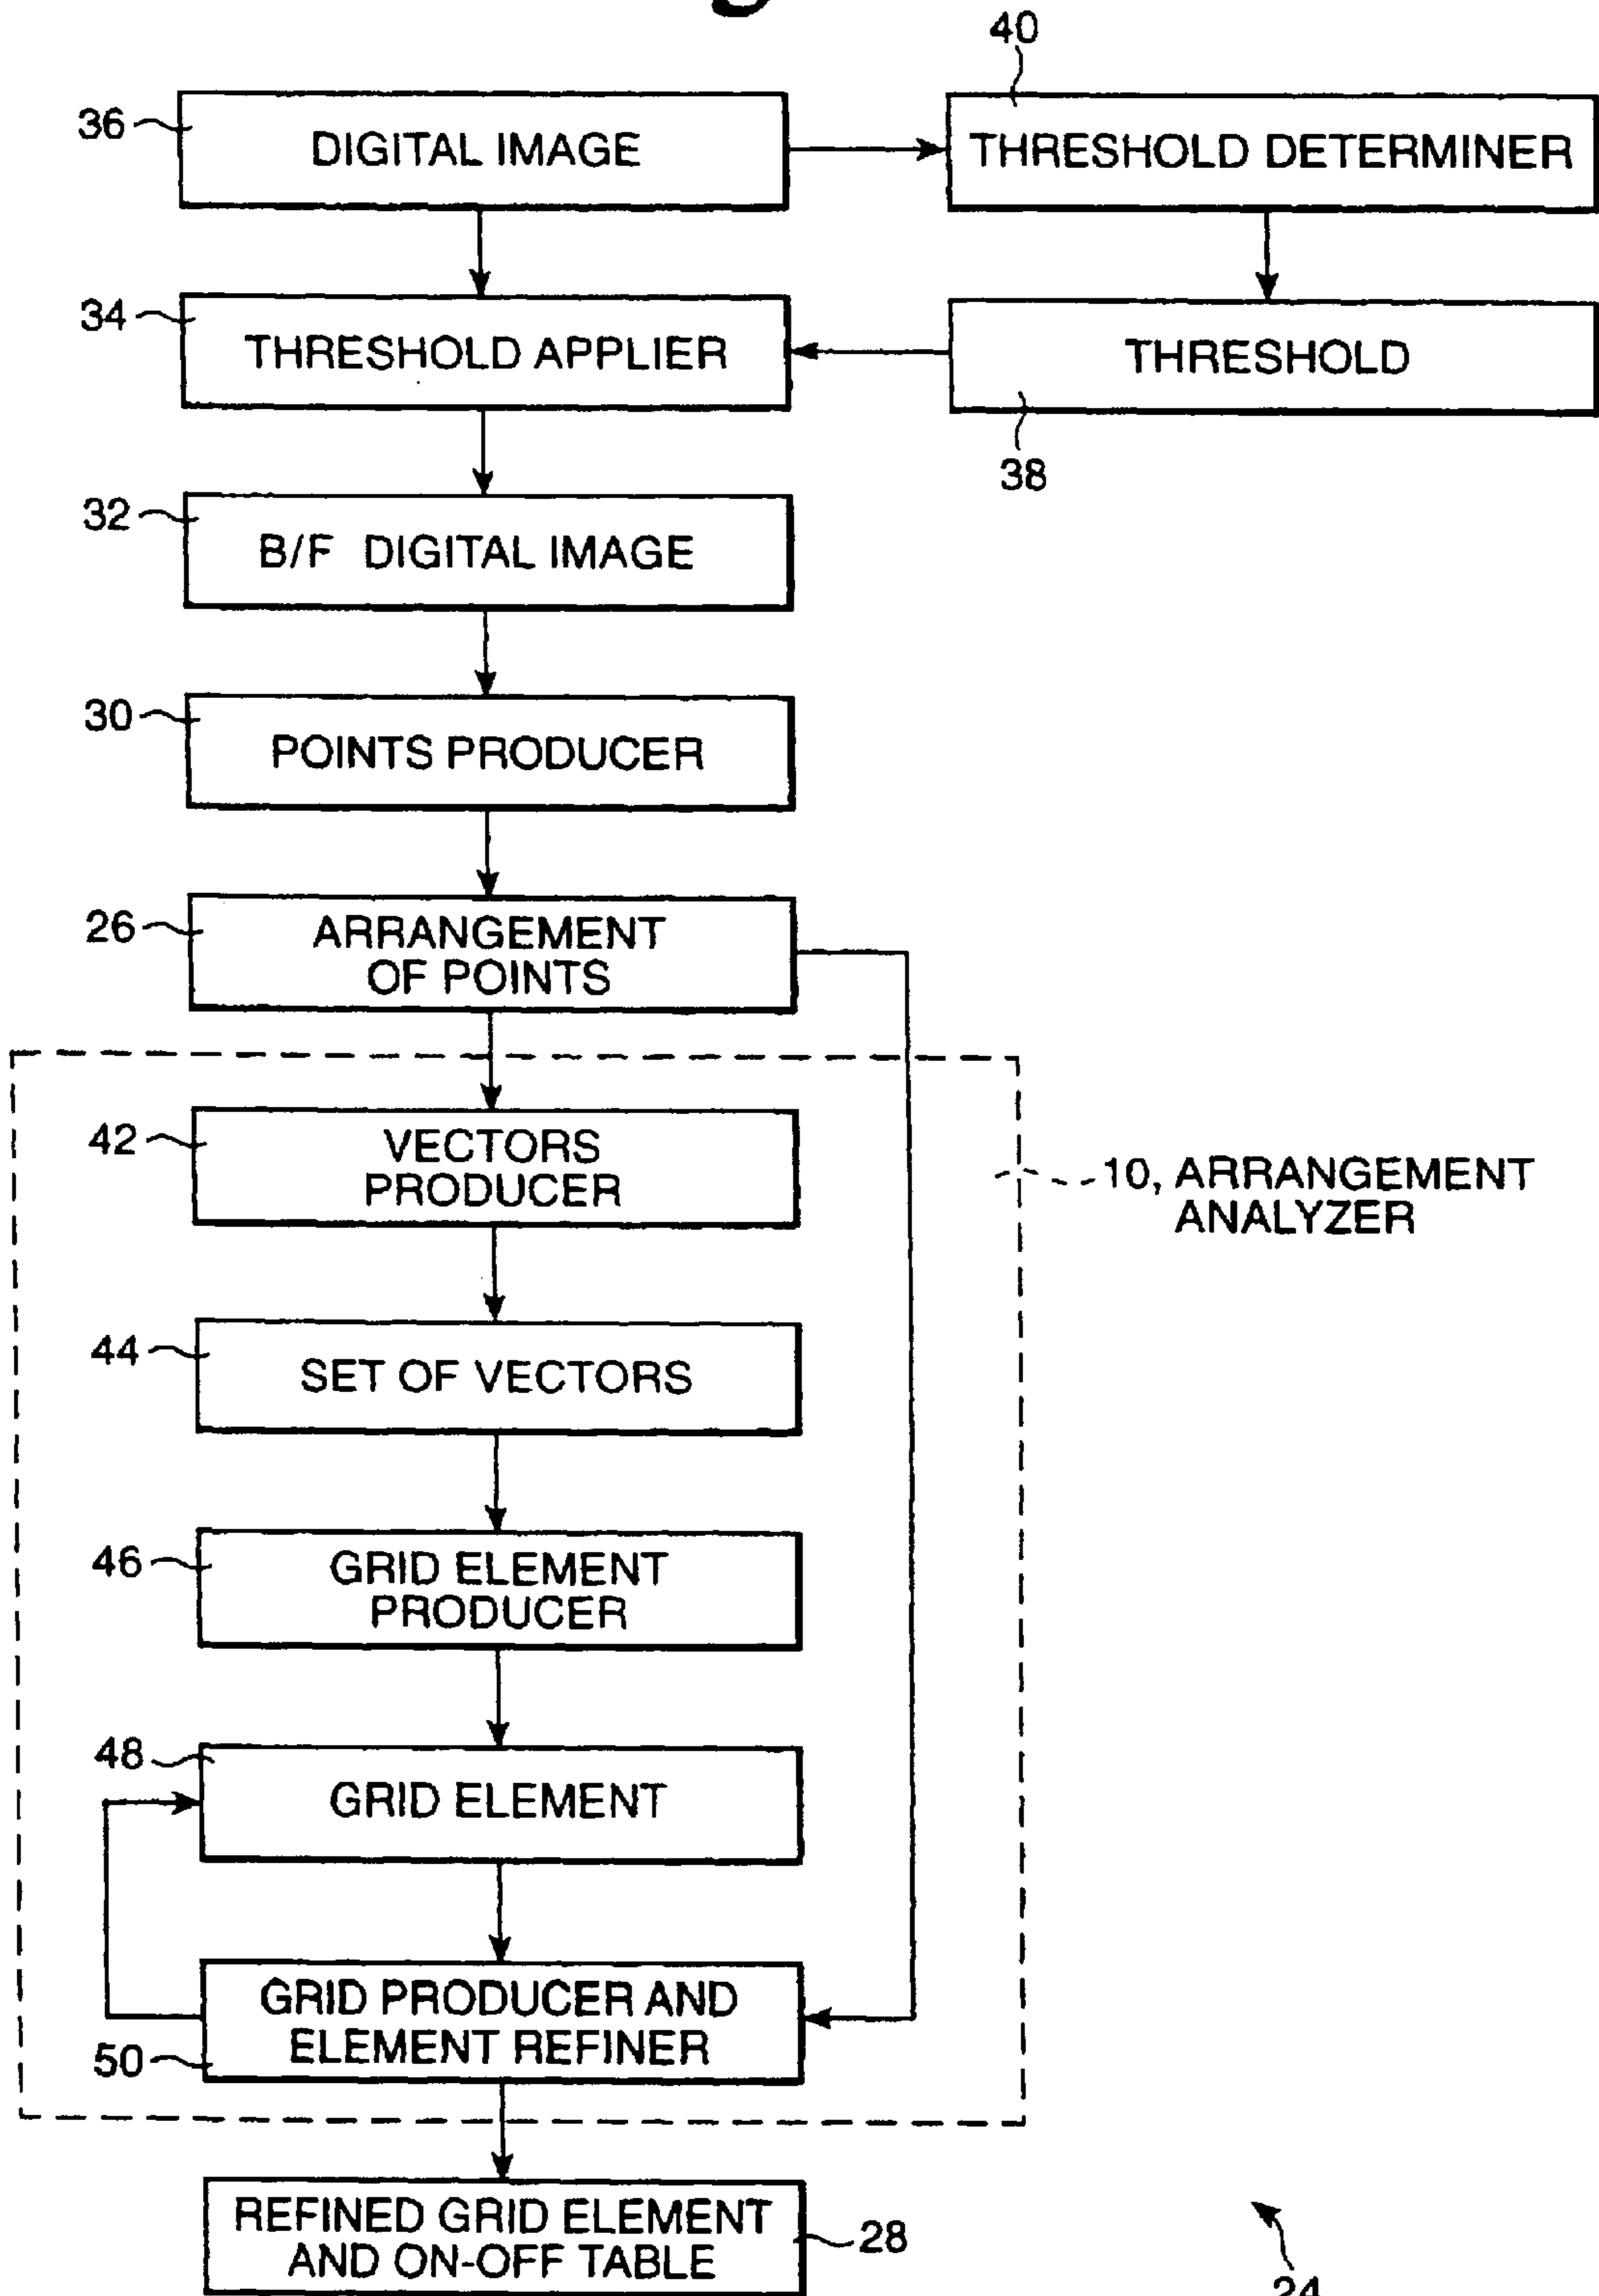 40
36
DIGITAL IMAGE
THRESHOLD DETERMINER
34
THRESHOLD APPLIER
THRESHOLD
38
32
B/F DIGITAL IMAGE
30
POINTS PRODUCER
26
ARRANGEMENT
OF POINTS
42
VECTORS
PRODUCER
10, ARRANGEMENT
ANALYZER
44
SET OF VECTORS
46
GRID ELEMENT
PRODUCER
48
GRID ELEMENT
GRID PRODUCER AND
ELEMENT REFINER
50
REFINED GRID ELEMENT
AND ON-OFF TABLE
28
24